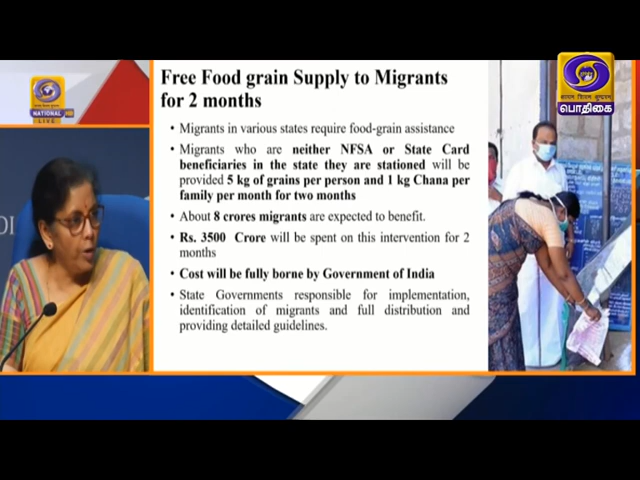 Free Food grain Supply to Migrants
for 2 months
• Migrants in various states require food-grain assistance
• Migrants who are neither NFSA or State Card
beneficiaries in the state they are stationed will be
provided 5 kg of grains per person and 1 kg Chana per
family per month for two months
• About 8 crores migrants are expected to benefit.
• Rs. 3500 Crore will be spent on this intervention for 2
months
• Cost will be fully borne by Government of India
• State Governments responsible for implementation,
identification of migrants and full distribution and
providing detailed guidelines.
NATIONAL
LIVE
பொதிகை